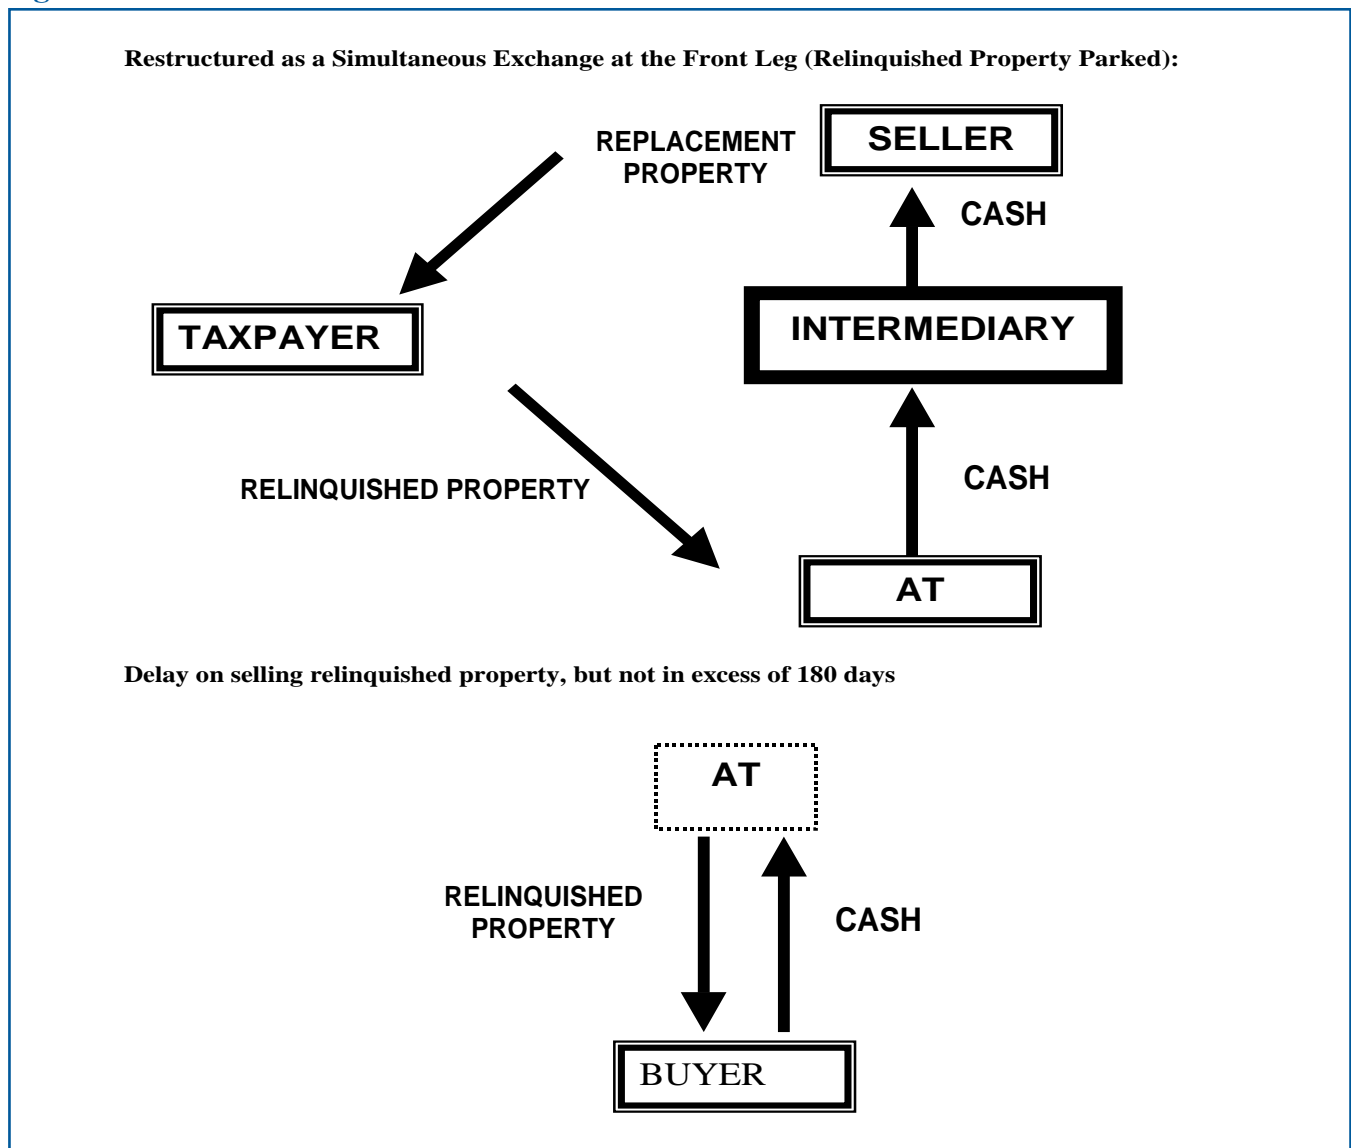 Restructured as a Simultaneous Exchange at the Front Leg (Relinquished Property Parked):
REPLACEMENT
PROPERTY
SELLER
CASH
TAXPAYER
INTERMEDIARY
RELINQUISHED PROPERTY
CASH
AT
Delay on selling relinquished property, but not in excess of 180 days
AT
RELINQUISHED
PROPERTY
CASH
BUYER